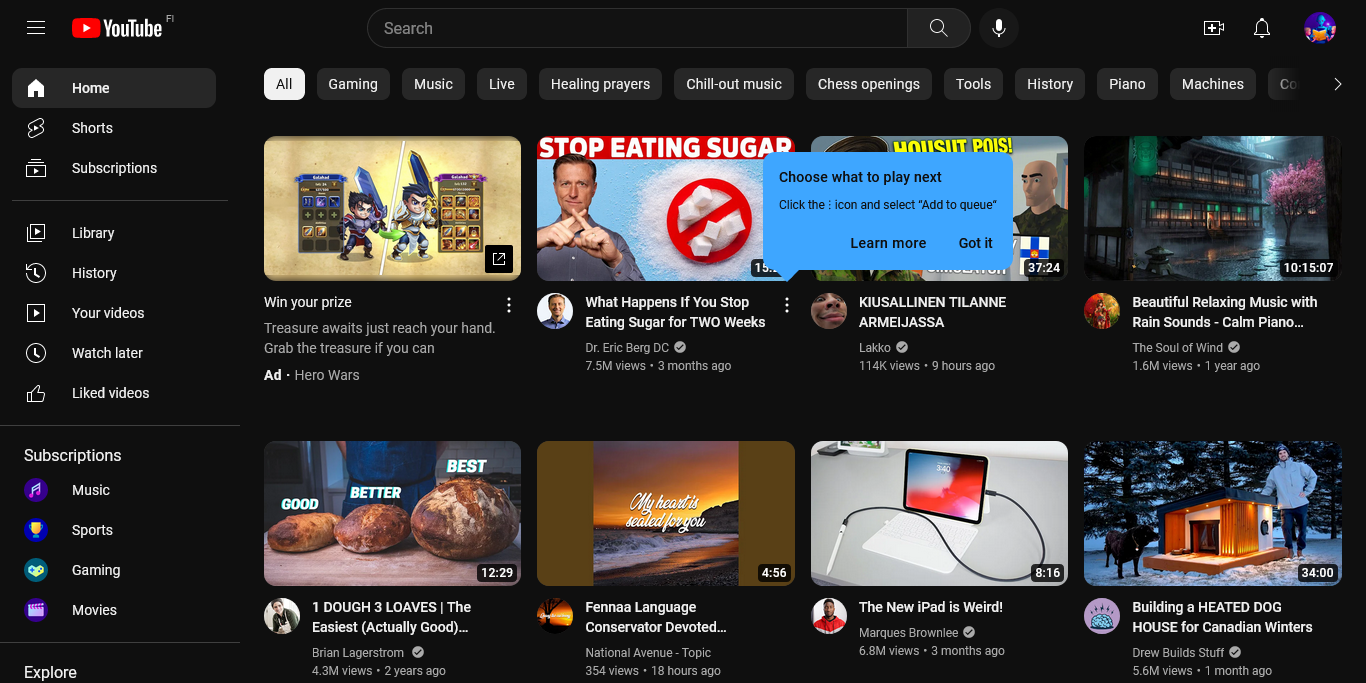 YouTube FI
Search
Home
Shorts
Subscriptions
Library
History
Your videos
Watch later
Liked videos
Subscriptions
Music
Sports
Gaming
Movies
Explore
All Gaming Music Live Healing prayers Chill-out music Chess openings Tools History Piano Machines Co
Galahad
Galahad
STOP EATING SUGAR
HOUSUT POIS!
Choose what to play next
Click the ⋮ icon and select “Add to queue”
Learn more Got it
37:24
10:15:07
Win your prize
Treasure awaits just reach your hand.
Grab the treasure if you can
Ad · Hero Wars
What Happens If You Stop
Eating Sugar for TWO Weeks
Dr. Eric Berg DC
7.5M views • 3 months ago
KIUSALLINEN TILANNE
ARMEIJASSA
Lakko
114K views • 9 hours ago
Beautiful Relaxing Music with
Rain Sounds - Calm Piano…
The Soul of Wind
1.6M views • 1 year ago
GOOD
BETTER
BEST
12:29
My heart is
sealed for you
4:56
3:40
8:16
34:00
1 DOUGH 3 LOAVES | The
Easiest (Actually Good)…
Brian Lagerstrom
4.3M views • 2 years ago
Fennaa Language
Conservator Devoted…
National Avenue - Topic
354 views • 18 hours ago
The New iPad is Weird!
Marques Brownlee
6.8M views • 3 months ago
Building a HEATED DOG
HOUSE for Canadian Winters
Drew Builds Stuff
5.6M views • 1 month ago